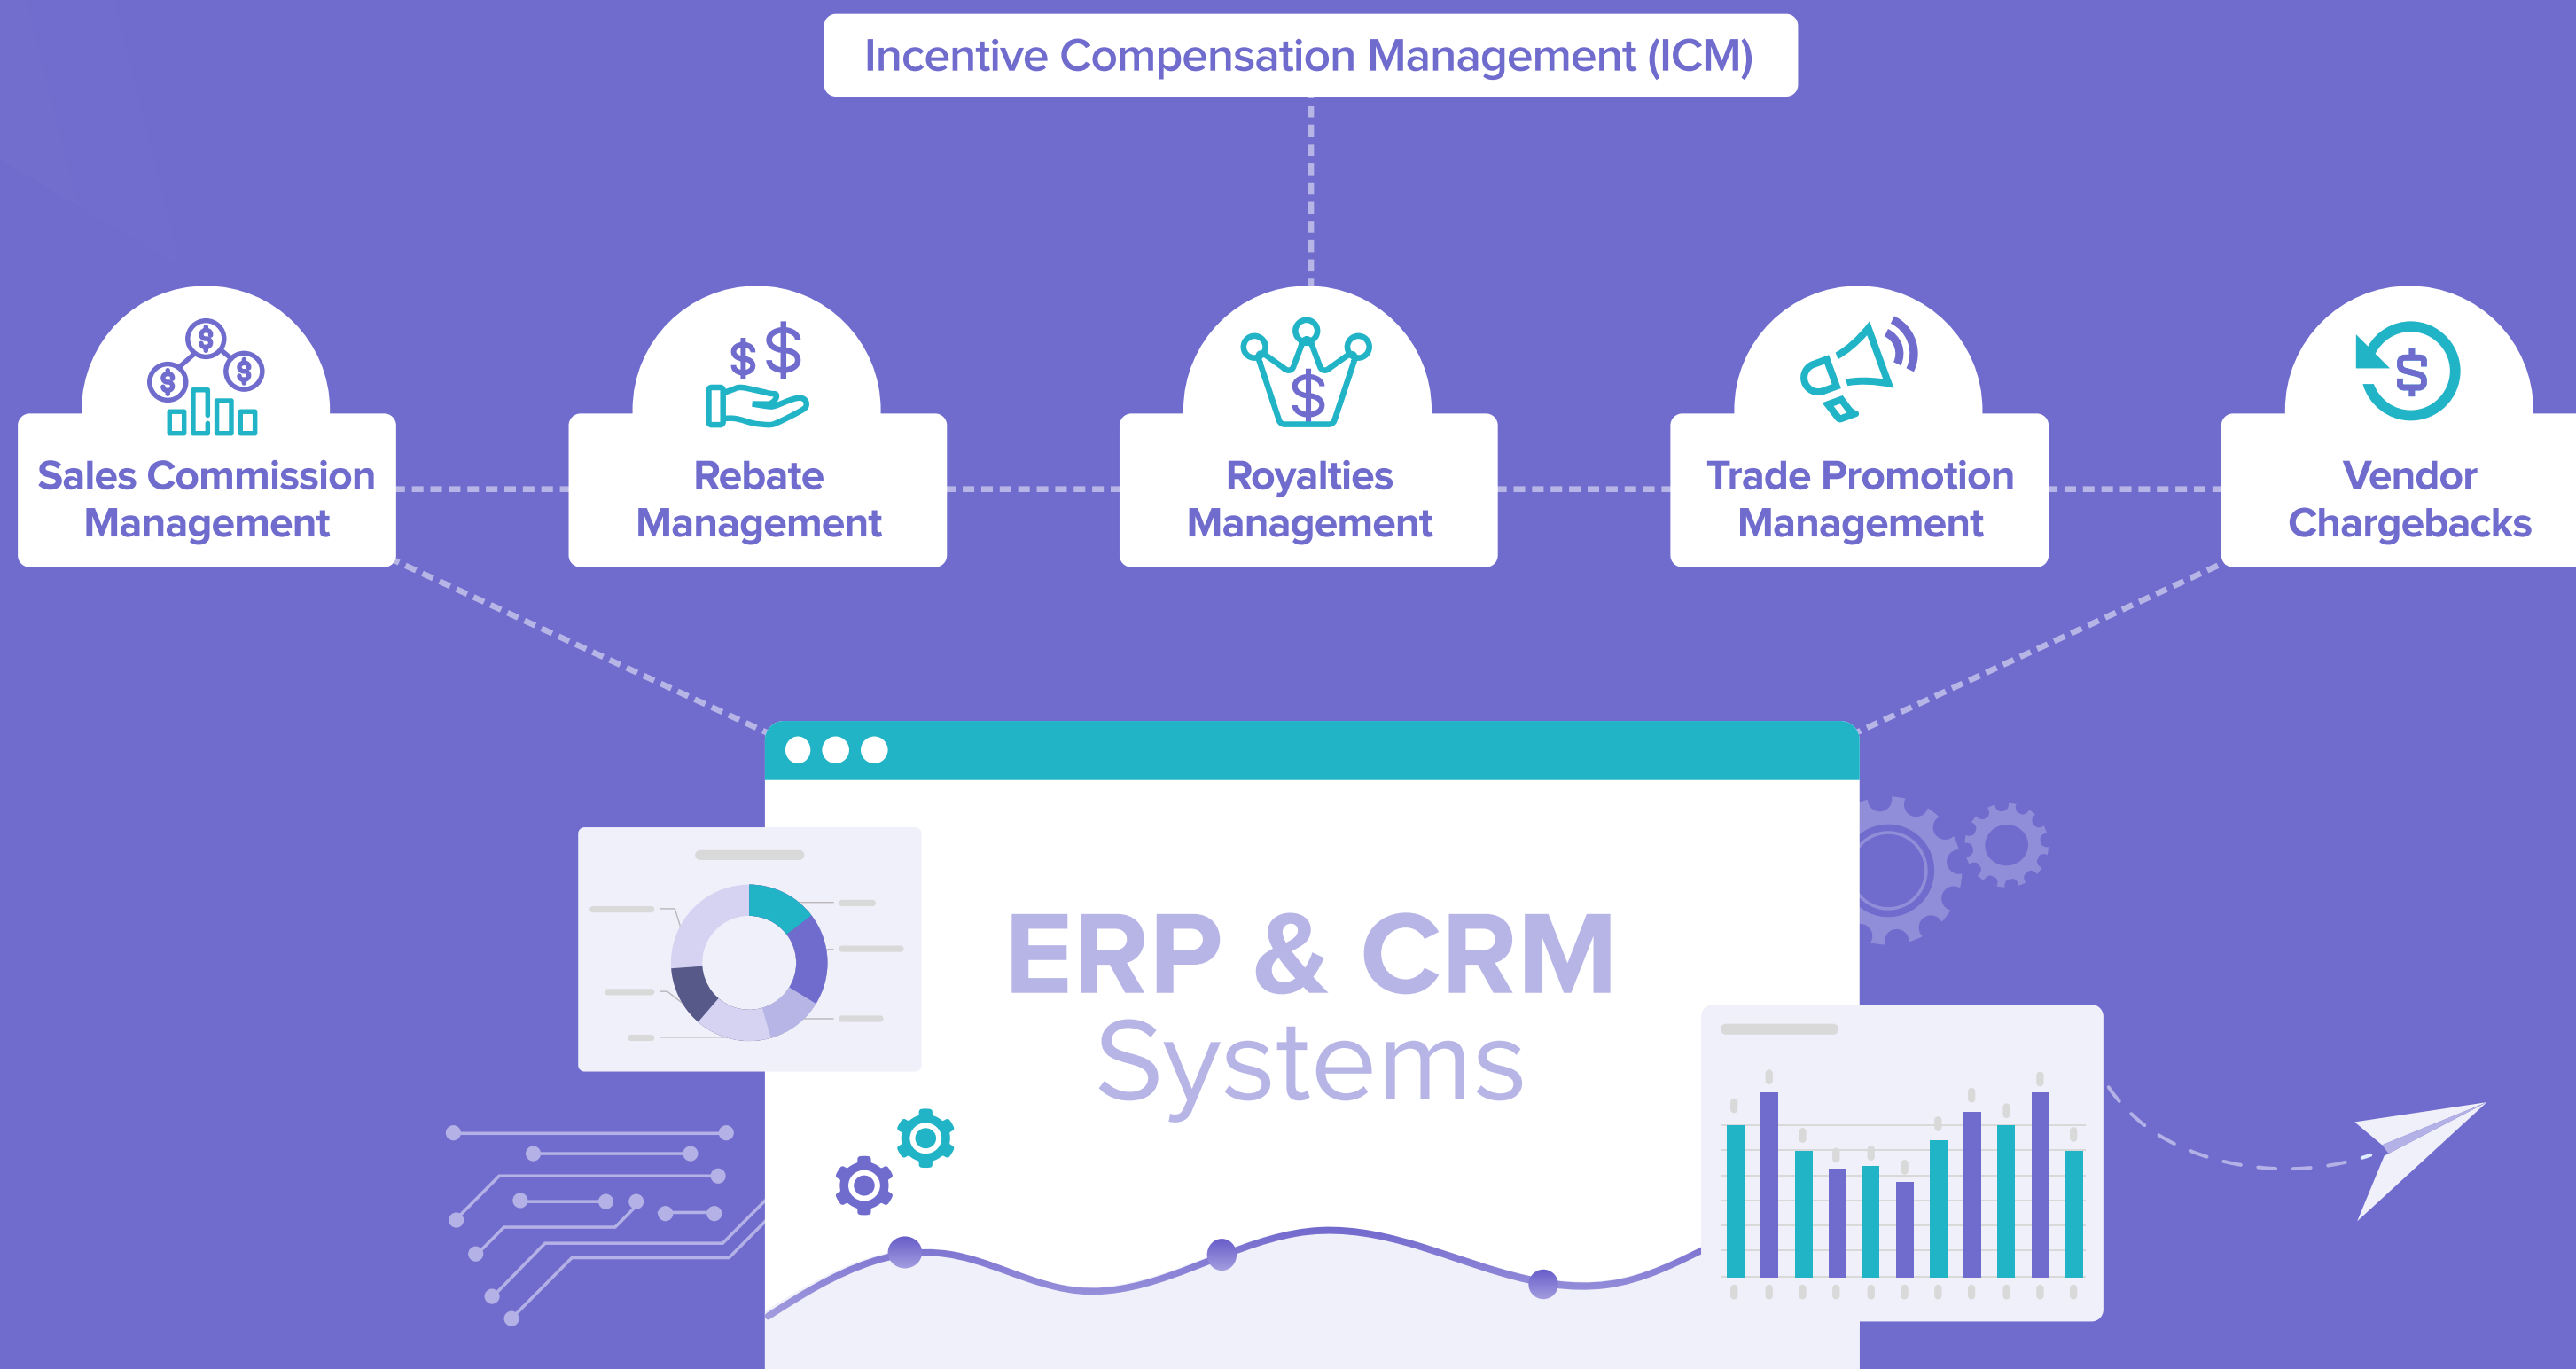 Incentive Compensation Management (ICM)
Sales Commission
Management
Rebate
Management
Royalties
Management
Trade Promotion
Management
Vendor
Chargebacks
ERP & CRM
Systems